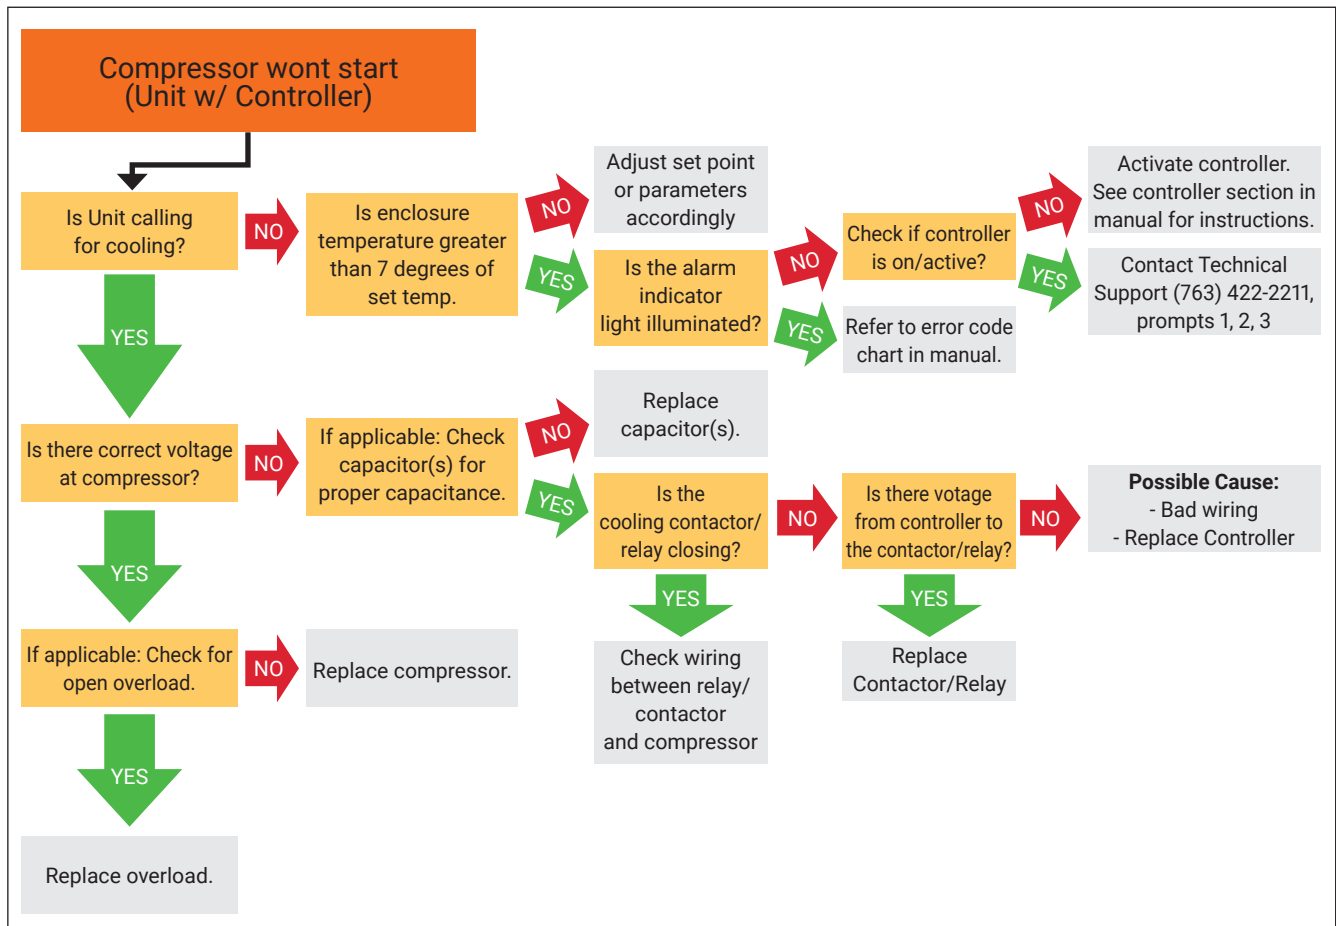 Compressor wont start
(Unit w/ Controller)
Is Unit calling
for cooling?
NO
Is enclosure
temperature greater
than 7 degrees of
set temp.
NO
Adjust set point
or parameters
accordingly
YES
Is the alarm
indicator
light illuminated?
NO
Check if controller
is on/active?
NO
Activate controller.
See controller section in
manual for instructions.
YES
Contact Technical
Support (763) 422-2211,
prompts 1, 2, 3
YES
Refer to error code
chart in manual.
YES
Is there correct voltage
at compressor?
NO
If applicable: Check
capacitor(s) for
proper capacitance.
NO
Replace
capacitor(s).
YES
Is the
cooling contactor/
relay closing?
NO
Is there votage
from controller to
the contactor/relay?
NO
Possible Cause:
- Bad wiring
- Replace Controller
YES
Check wiring
between relay/
contactor
and compressor
YES
Replace
Contactor/Relay
YES
If applicable: Check for
open overload.
NO
Replace compressor.
YES
Replace overload.